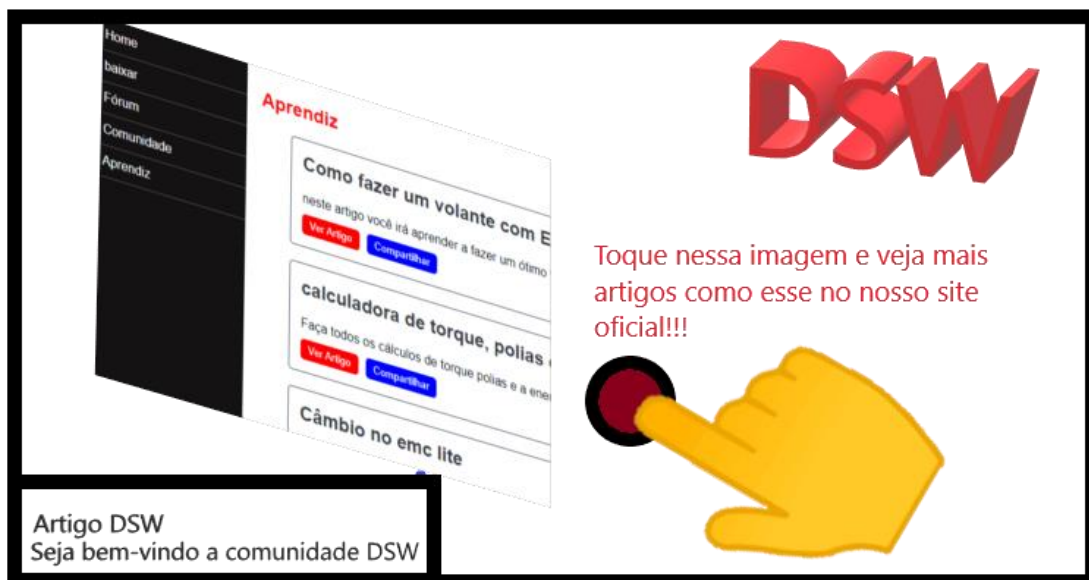 Home
baixar
Fórum
Comunidade
Aprendiz
Aprendiz
Como fazer um volante com E
neste artigo você irá aprender a fazer um ótimo
Ver Artigo Compartilhar
calculadora de torque, polias
Faça todos os cálculos de torque polias e a ener
Ver Artigo Compartilhar
Câmbio no emc lite
DSW
Toque nessa imagem e veja mais
artigos como esse no nosso site
oficial!!!
Artigo DSW
Seja bem-vindo a comunidade DSW